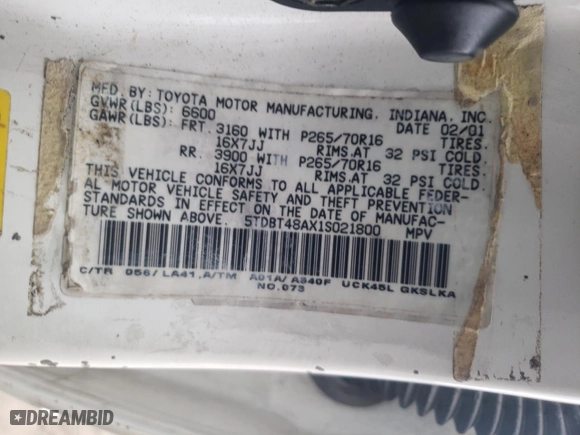 MFD. BY: TOYOTA MOTOR MANUFACTURING, INDIANA, INC.
GVWR(LBS): 6600 DATE 02/01
GAWR(LBS): FRT. 3160 WITH P265/70R16 TIRES.
16X7JJ RIMS.AT 32 PSI COLD.
RR. 3900 WITH P265/70R16 TIRES.
16X7JJ RIMS.AT 32 PSI COLD.
THIS VEHICLE CONFORMS TO ALL APPLICABLE FEDER-
AL MOTOR VEHICLE SAFETY AND THEFT PREVENTION
STANDARDS IN EFFECT ON THE DATE OF MANUFAC-
TURE SHOWN ABOVE. 5TDBT48AX1S021800 MPV
C/TR 056/ LA41 ,A/TM A01A/ A340F UCK45L GKSLKA
NO.073
DREAMBID